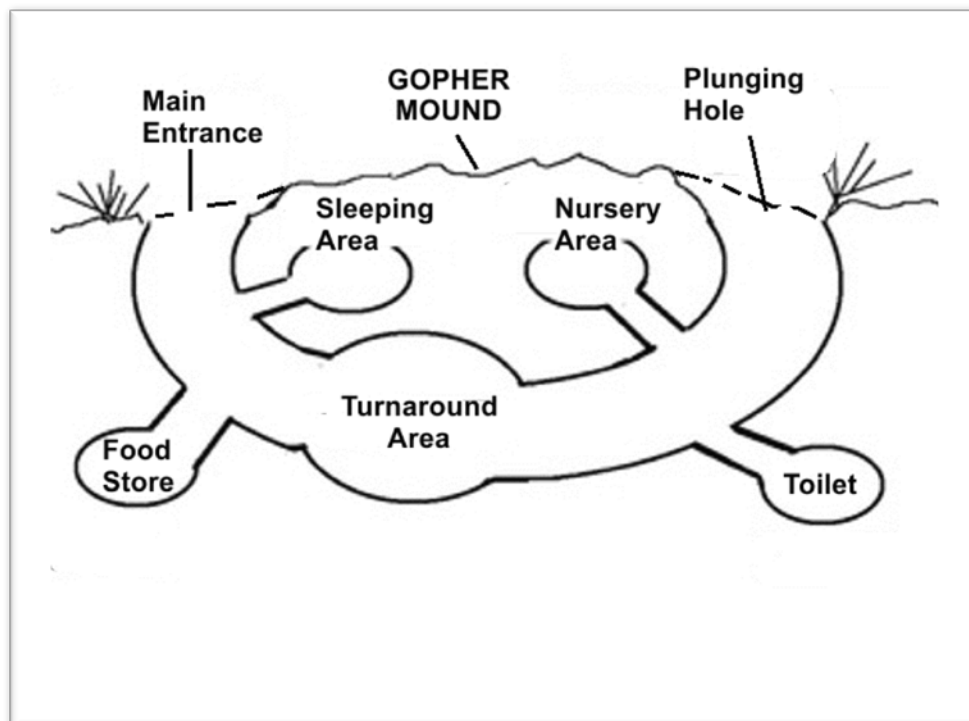 GOPHER
MOUND
Plunging
Hole
Main
Entrance
Sleeping
Area
Nursery
Area
Turnaround
Area
Food
Store
Toilet